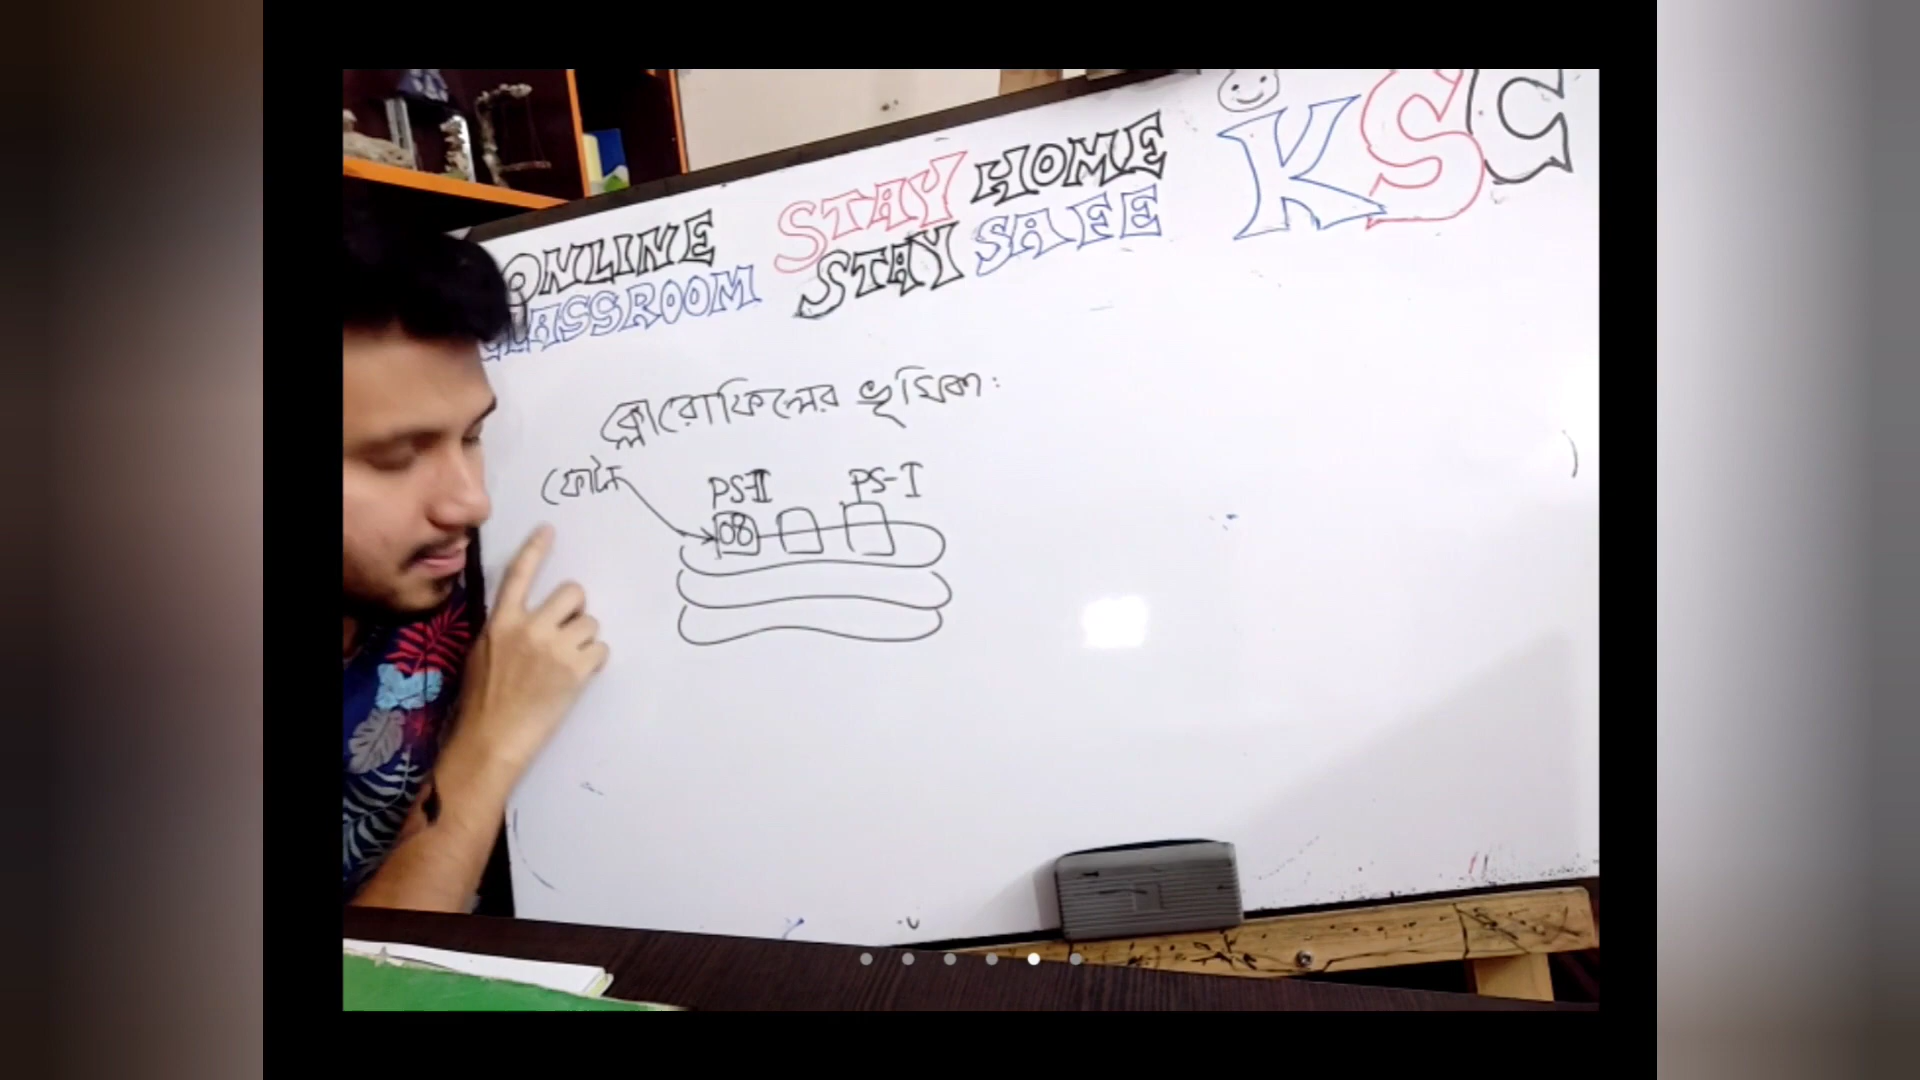 ONLINE
CLASSROOM
STAY HOME
STAY SAFE
KSC
ক্লোরোফিলের ভূমিকা:
ফোটন
PS-II
PS-I